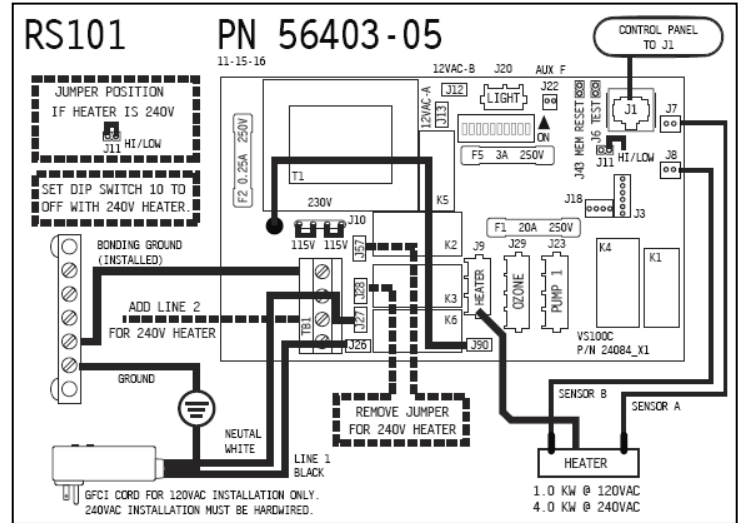 RS101 PN 56403-05
11-15-16
CONTROL PANEL
TO J1
JUMPER POSITION
IF HEATER IS 240V
J11 HI/LOW
SET DIP SWITCH 10 TO
OFF WITH 240V HEATER.
12VAC-B
J12
J20
LIGHT
AUX F
J22
12VAC-A
J13
ON
F5 3A 250V
J43 MEM RESET
J6 TEST
J1
J7
J11
HI/LOW
J8
J18
J3
F2 0.25A 250V
T1
K5
230V
J10
115V 115V
J57
K2
F1 20A 250V
J9
HEATER
J29
OZONE
J23
PUMP 1
K4
K1
BONDING GROUND
(INSTALLED)
ADD LINE 2
FOR 240V HEATER
TB1
J28
K3
J27
K6
J26
J90
VS100C
P/N 24084_X1
GROUND
REMOVE JUMPER
FOR 240V HEATER
SENSOR B
SENSOR A
NEUTAL
WHITE
LINE 1
BLACK
HEATER
1.0 KW @ 120VAC
4.0 KW @ 240VAC
GFCI CORD FOR 120VAC INSTALLATION ONLY.
240VAC INSTALLATION MUST BE HARDWIRED.